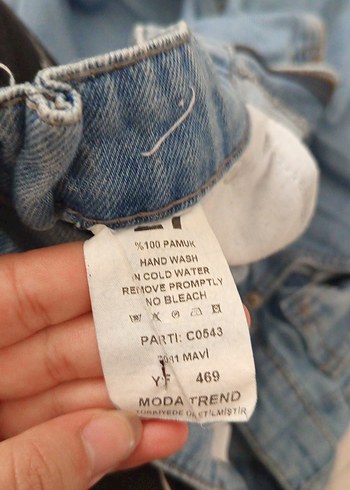 %100 PAMUK
HAND WASH
IN COLD WATER
REMOVE PROMPTLY
NO BLEACH
PARTI: C0543
MAVİ
469
MODA TREND